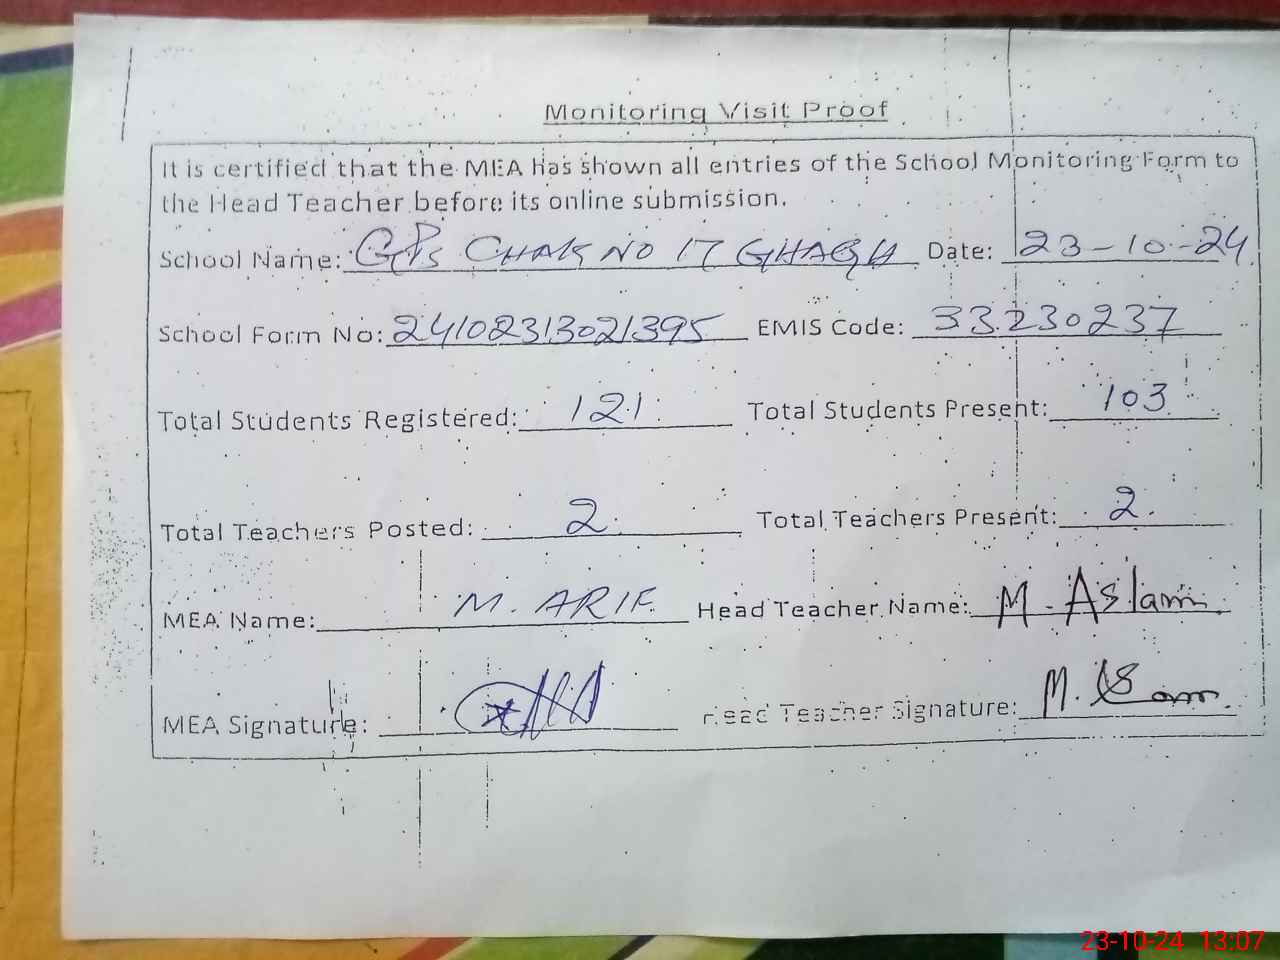 Monitoring Visit Proof
It is certified that the MEA has shown all entries of the School Monitoring Form to
the Head Teacher before its online submission.
School Name: GPs CHAK NO 17 GHAGH Date: 23-10-24
School Form No: 24102313021395 EMIS Code: 33230237
Total Students Registered: 121 Total Students Present: 103
Total Teachers Posted: 2 Total Teachers Present: 2
MEA Name: M. ARIF Head Teacher Name: M. Aslam
MEA Signature: Head Teacher Signature:
23-10-24 13:07